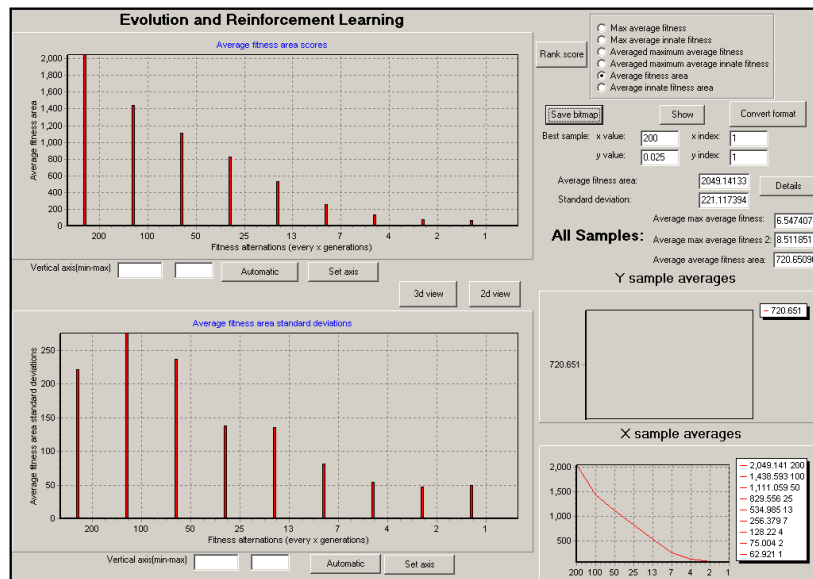 Evolution and Reinforcement Learning
Average fitness area scores
Average fitness area
2,000
1,800
1,600
1,400
1,200
1,000
800
600
400
200
0
200 100 50 25 13 7 4 2 1
Fitness alternations (every x generations)
Vertical axis(min-max) Automatic Set axis
3d view 2d view
Average fitness area standard deviations
Average fitness area standard deviations
250
200
150
100
50
0
200 100 50 25 13 7 4 2 1
Fitness alternations (every x generations)
Vertical axis(min-max) Automatic Set axis
Rank score
Max average fitness
Max average innate fitness
Averaged maximum average fitness
Averaged maximum average innate fitness
Average fitness area
Average innate fitness area
Save bitmap Show Convert format
Best sample: x value: 200 x index: 1
y value: 0.025 y index: 1
Average fitness area: 2049.14133
Standard deviation: 221.117394
Details
All Samples:
Average max average fitness: 6.547407
Average max average fitness 2: 8.511851
Average average fitness area: 720.65090
Y sample averages
720.651
720.651
X sample averages
2,000
1,500
1,000
500
200 100 50 25 13 7 4 2 1
2,049.141 200
1,438.593 100
1,111.059 50
829.556 25
534.985 13
256.379 7
128.22 4
75.004 2
62.921 1